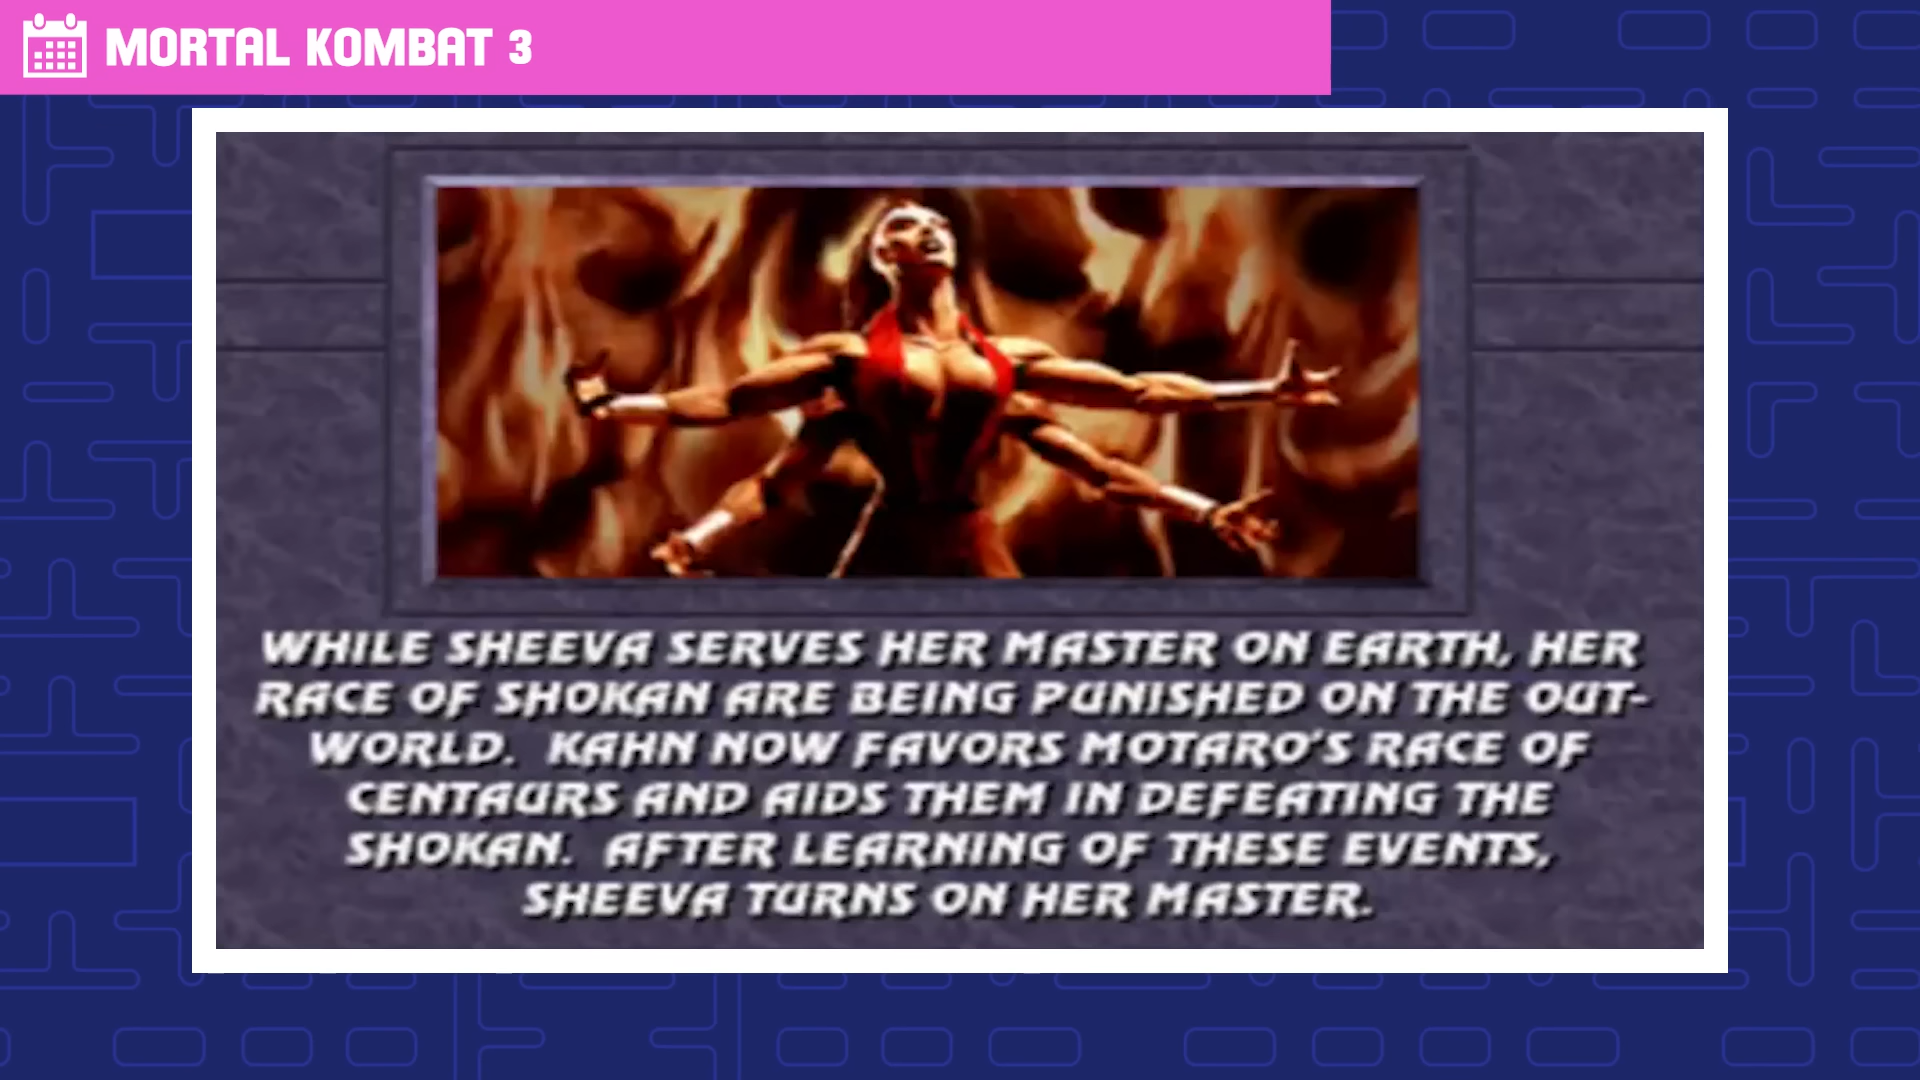 MORTAL KOMBAT 3
WHILE SHEEVA SERVES HER MASTER ON EARTH, HER
RACE OF SHOKAN ARE BEING PUNISHED ON THE OUT-
WORLD. KAHN NOW FAVORS MOTARO'S RACE OF
CENTAURS AND AIDS THEM IN DEFEATING THE
SHOKAN. AFTER LEARNING OF THESE EVENTS,
SHEEVA TURNS ON HER MASTER.